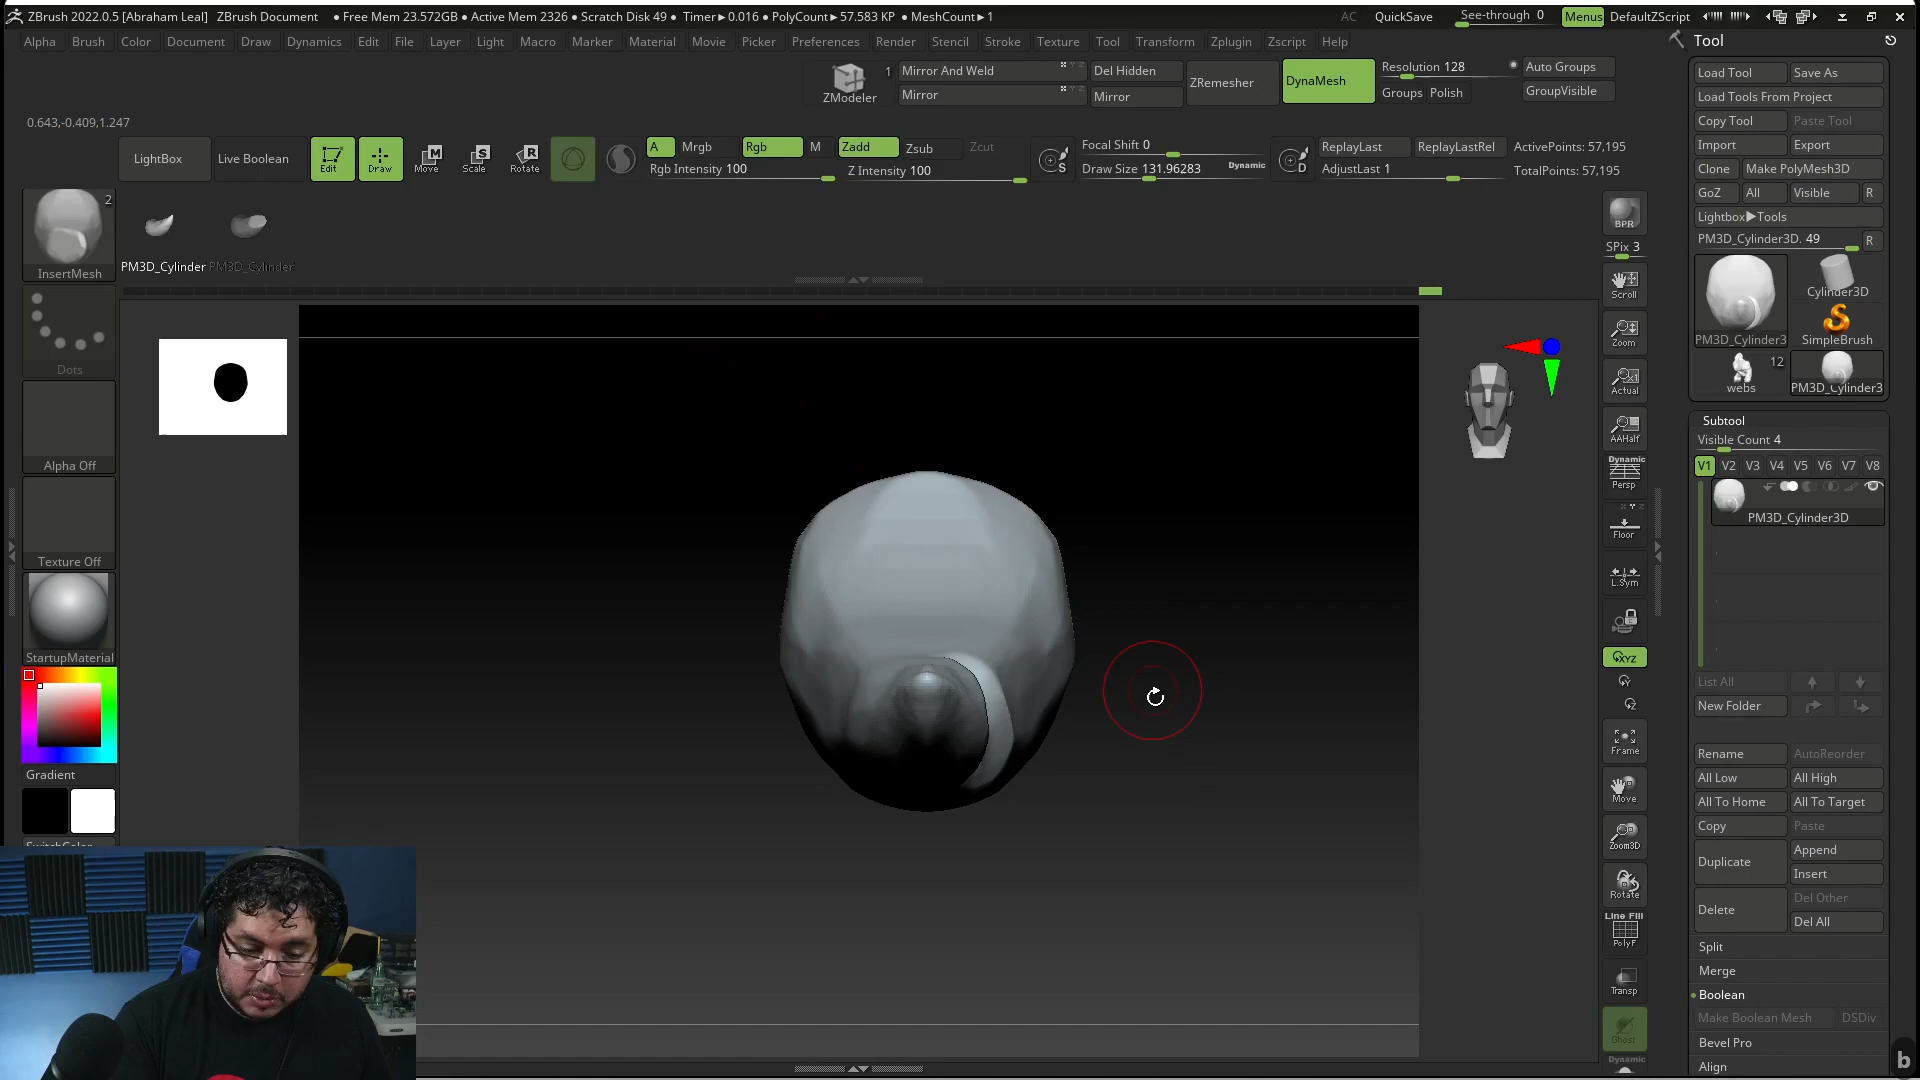 ZBrush 2022.0.5 [Abraham Leal] ZBrush Document ● Free Mem 23.572GB ● Active Mem 2326 ● Scratch Disk 49 ● Timer▶0.016 ● PolyCount▶57.583 KP ● MeshCount▶1 AC QuickSave See-through 0 Menus DefaultZScript
Alpha Brush Color Document Draw Dynamics Edit File Layer Light Macro Marker Material Movie Picker Preferences Render Stencil Stroke Texture Tool Transform Zplugin Zscript Help
ZModeler
1
Mirror And Weld
Mirror
Del Hidden
Mirror
ZRemesher
DynaMesh
Resolution 128
Groups Polish
Auto Groups
GroupVisible
0.643,-0.409,1.247
LightBox
Live Boolean
Edit
Draw
Move
Scale
Rotate
A Mrgb Rgb M Zadd Zsub Zcut
Rgb Intensity 100 Z Intensity 100
S
Focal Shift 0
Draw Size 131.96283 Dynamic
D
ReplayLast ReplayLastRel ActivePoints: 57,195
AdjustLast 1 TotalPoints: 57,195
2
InsertMesh
PM3D_Cylinder PM3D_Cylinder
Dots
Alpha Off
Texture Off
StartupMaterial
Gradient
SwitchColor
BPR
SPix 3
Scroll
Zoom
Actual
AAHalf
Dynamic
Persp
Floor
L.Sym
XYZ
Frame
Move
Zoom3D
Rotate
Line Fill
PolyF
Transp
Ghost
Dynamic
Tool
Load Tool Save As
Load Tools From Project
Copy Tool Paste Tool
Import Export
Clone Make PolyMesh3D
GoZ All Visible R
Lightbox▶Tools
PM3D_Cylinder3D. 49 R
PM3D_Cylinder3
Cylinder3D
SimpleBrush
webs
12
PM3D_Cylinder3
Subtool
Visible Count 4
V1 V2 V3 V4 V5 V6 V7 V8
PM3D_Cylinder3D
List All
New Folder
Rename AutoReorder
All Low All High
All To Home All To Target
Copy Paste
Duplicate Append
Insert
Delete Del Other
Del All
Split
Merge
Boolean
Make Boolean Mesh DSDiv
Bevel Pro
Align
b